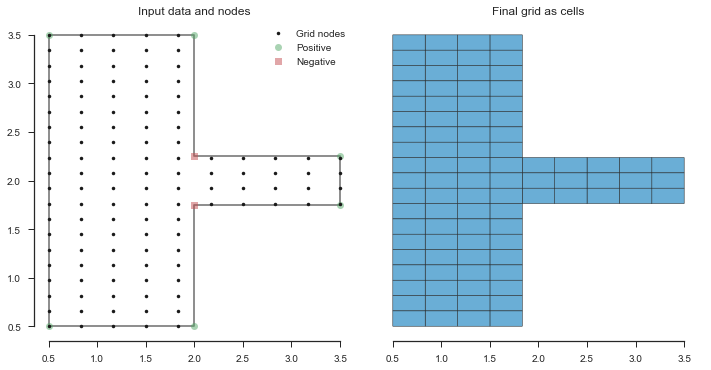 Input data and nodes
Final grid as cells
Grid nodes
Positive
Negative
3.5
3.0
2.5
2.0
1.5
1.0
0.5
0.5 1.0 1.5 2.0 2.5 3.0 3.5
0.5 1.0 1.5 2.0 2.5 3.0 3.5